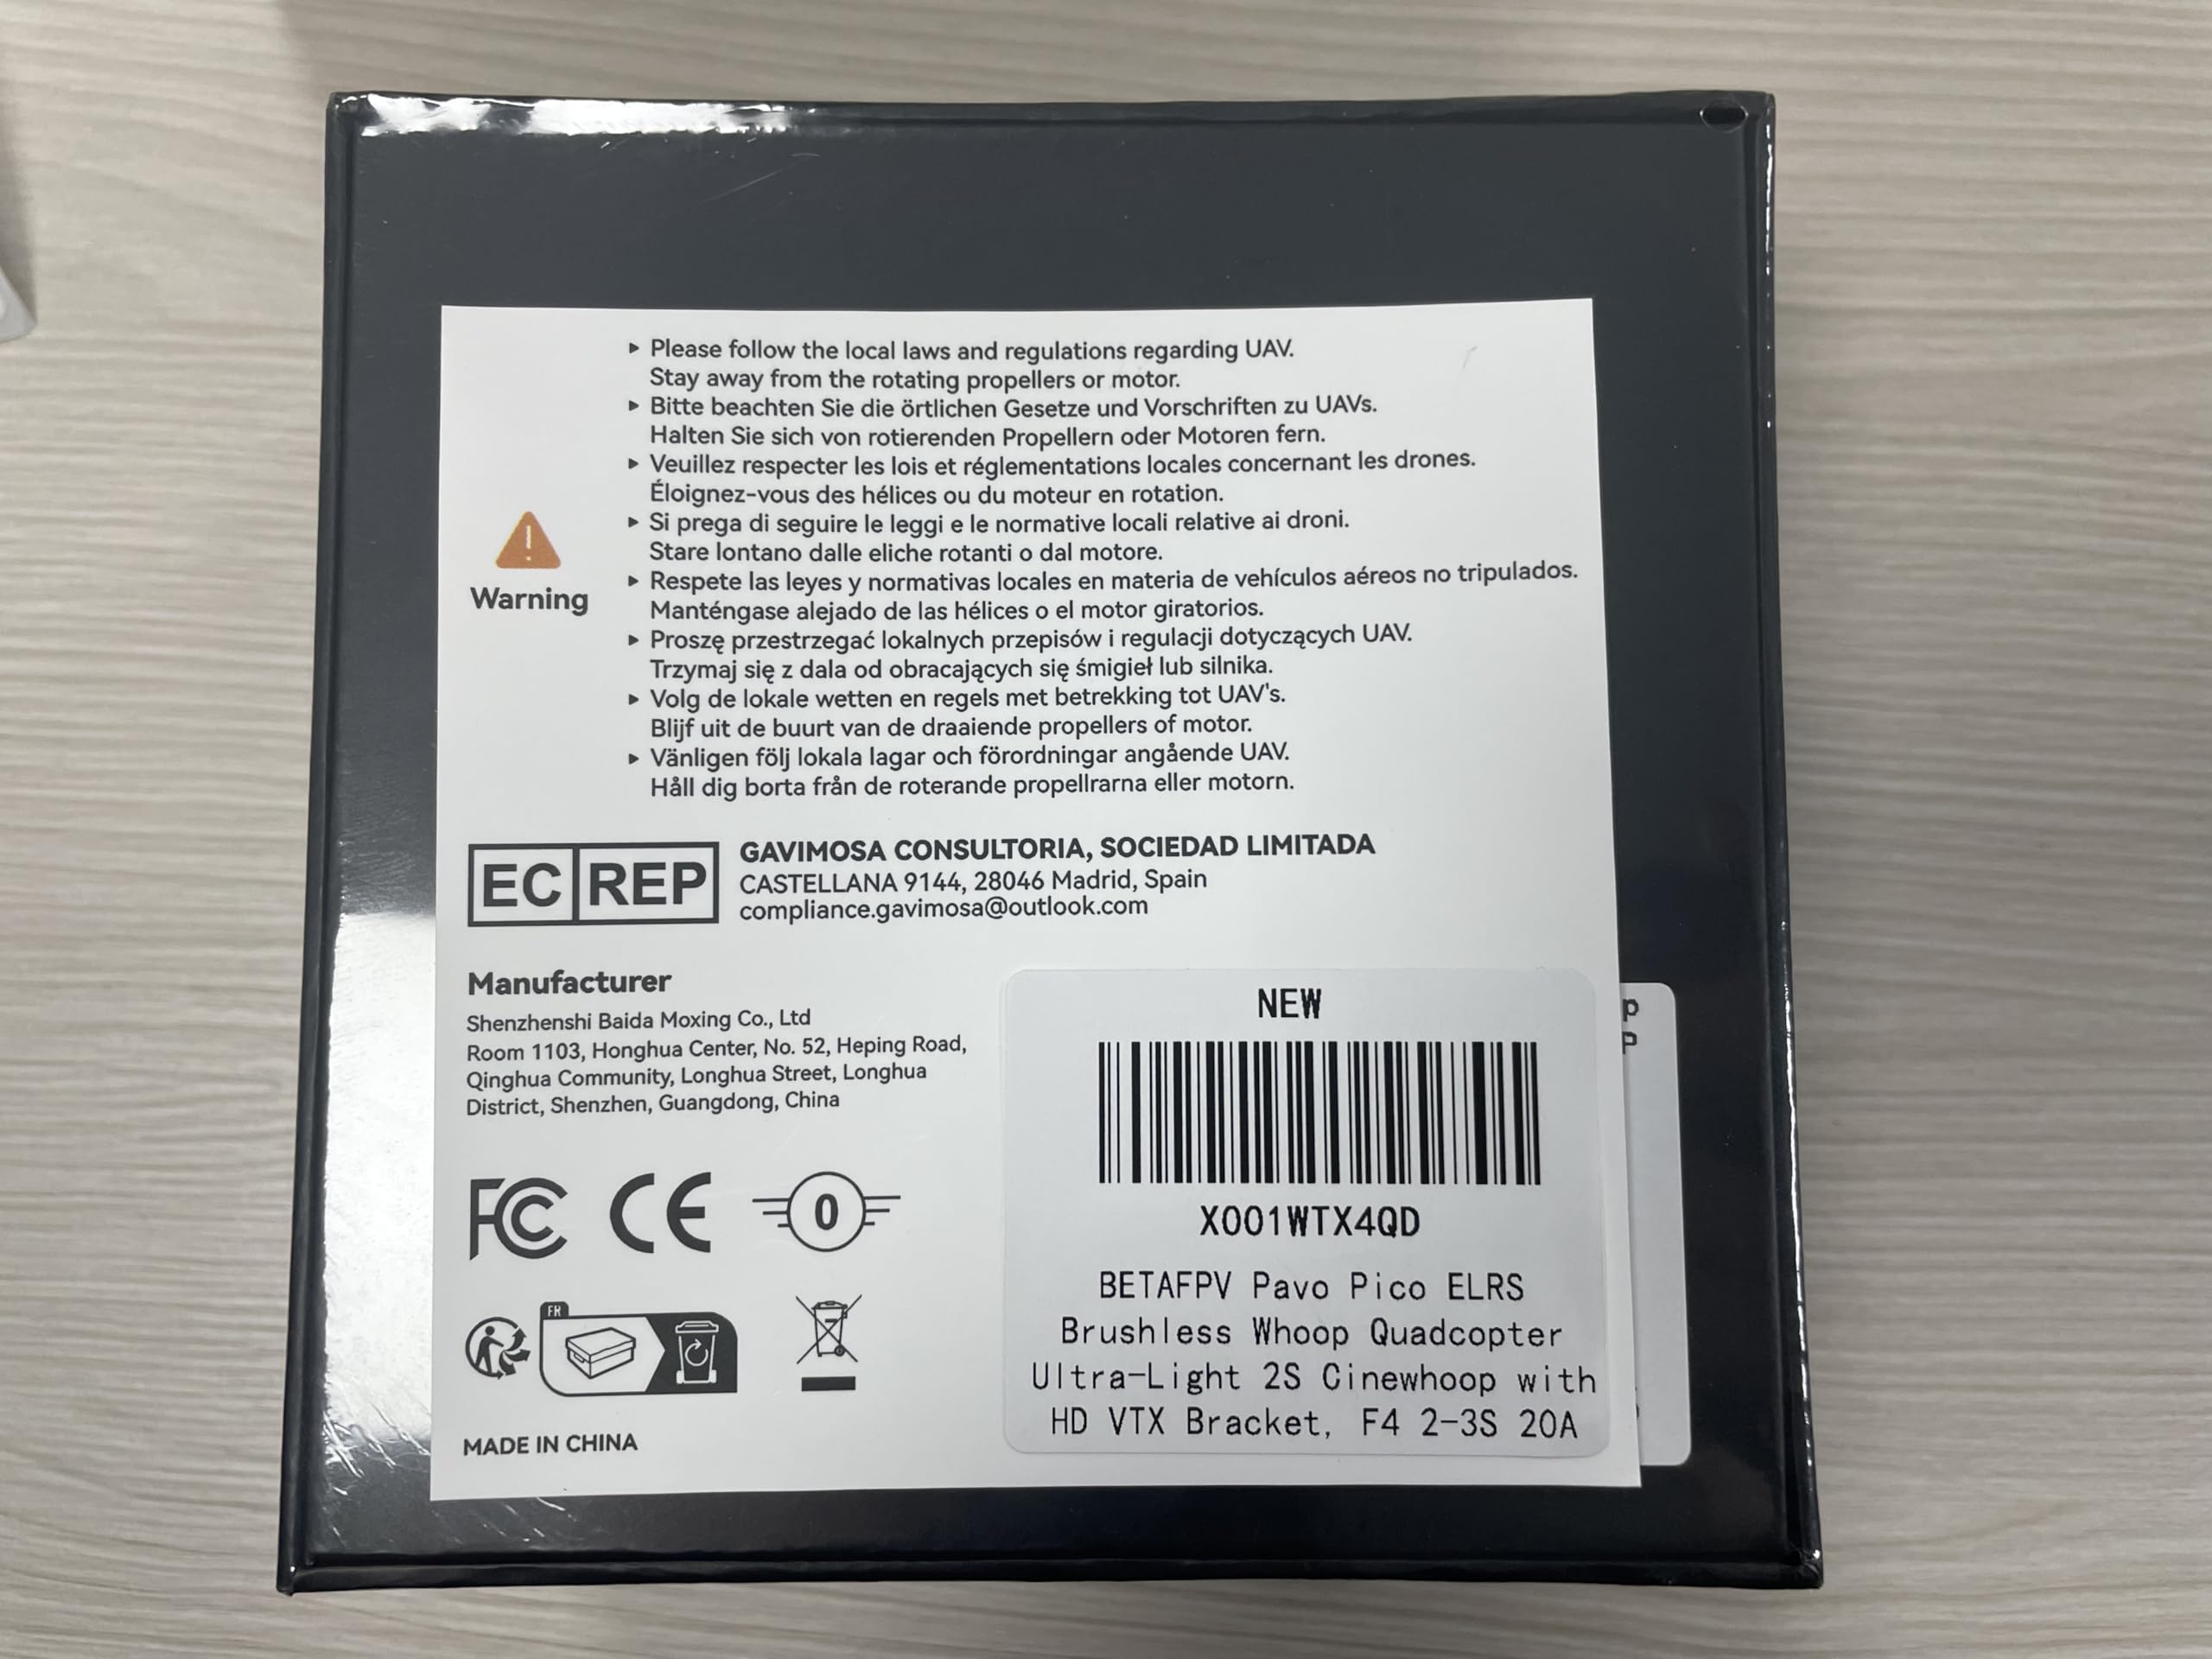 ▸ Please follow the local laws and regulations regarding UAV.
Stay away from the rotating propellers or motor.
▸ Bitte beachten Sie die örtlichen Gesetze und Vorschriften zu UAVs.
Halten Sie sich von rotierenden Propellern oder Motoren fern.
▸ Veuillez respecter les lois et réglementations locales concernant les drones.
Éloignez-vous des hélices ou du moteur en rotation.
▸ Si prega di seguire le leggi e le normative locali relative ai droni.
Stare lontano dalle eliche rotanti o dal motore.
▸ Respete las leyes y normativas locales en materia de vehículos aéreos no tripulados.
Manténgase alejado de las hélices o el motor giratorios.
▸ Proszę przestrzegać lokalnych przepisów i regulacji dotyczących UAV.
Trzymaj się z dala od obracających się śmigieł lub silnika.
▸ Volg de lokale wetten en regels met betrekking tot UAV's.
Blijf uit de buurt van de draaiende propellers of motor.
▸ Vänligen följ lokala lagar och förordningar angående UAV.
Håll dig borta från de roterande propellrarna eller motorn.
Warning
EC REP
GAVIMOSA CONSULTORIA, SOCIEDAD LIMITADA
CASTELLANA 9144, 28046 Madrid, Spain
compliance.gavimosa@outlook.com
Manufacturer
Shenzhenshi Baida Moxing Co., Ltd
Room 1103, Honghua Center, No. 52, Heping Road,
Qinghua Community, Longhua Street, Longhua
District, Shenzhen, Guangdong, China
FC CE 0
FR
MADE IN CHINA
NEW
X001WTX4QD
BETAFPV Pavo Pico ELRS
Brushless Whoop Quadcopter
Ultra-Light 2S Cinewhoop with
HD VTX Bracket, F4 2-3S 20A
p
P